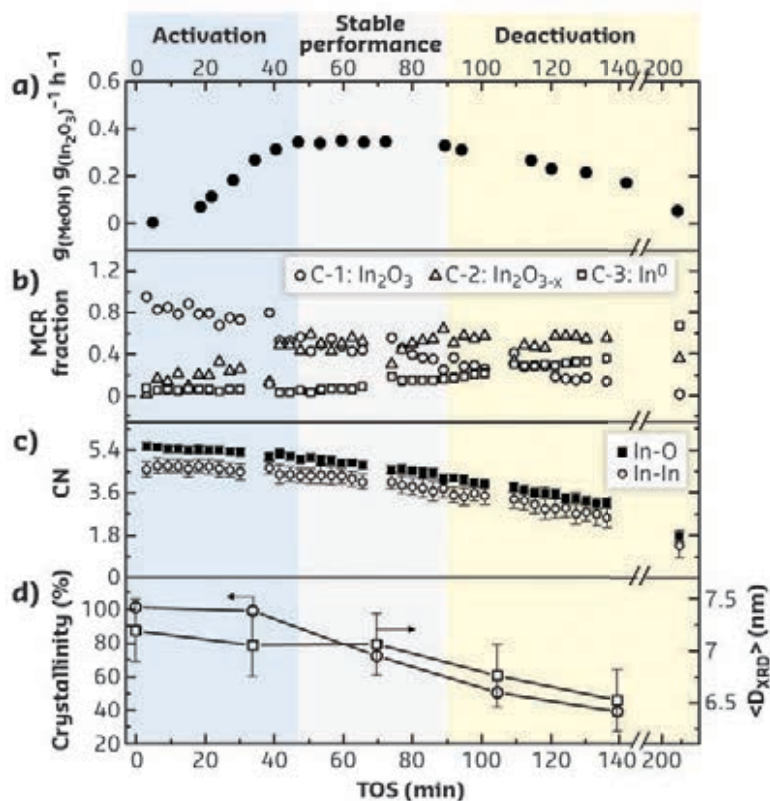 Activation
Stable performance
Deactivation
0 20 40 60 80 100 120 140 200
a)
g(MeOH) g(In₂O₃)⁻¹ h⁻¹
0.6
0.4
0.2
0
b)
MCR fraction
1.2
0.8
0.4
0
○ C-1: In₂O₃ △ C-2: In₂O₃₋ₓ □ C-3: In⁰
c)
CN
5.4
3.6
1.8
0
■ In-O
○ In-In
d)
Crystallinity (%)
100
80
60
40
20
7.5
7
6.5
<D_XRD> (nm)
0 20 40 60 80 100 120 140 200
TOS (min)